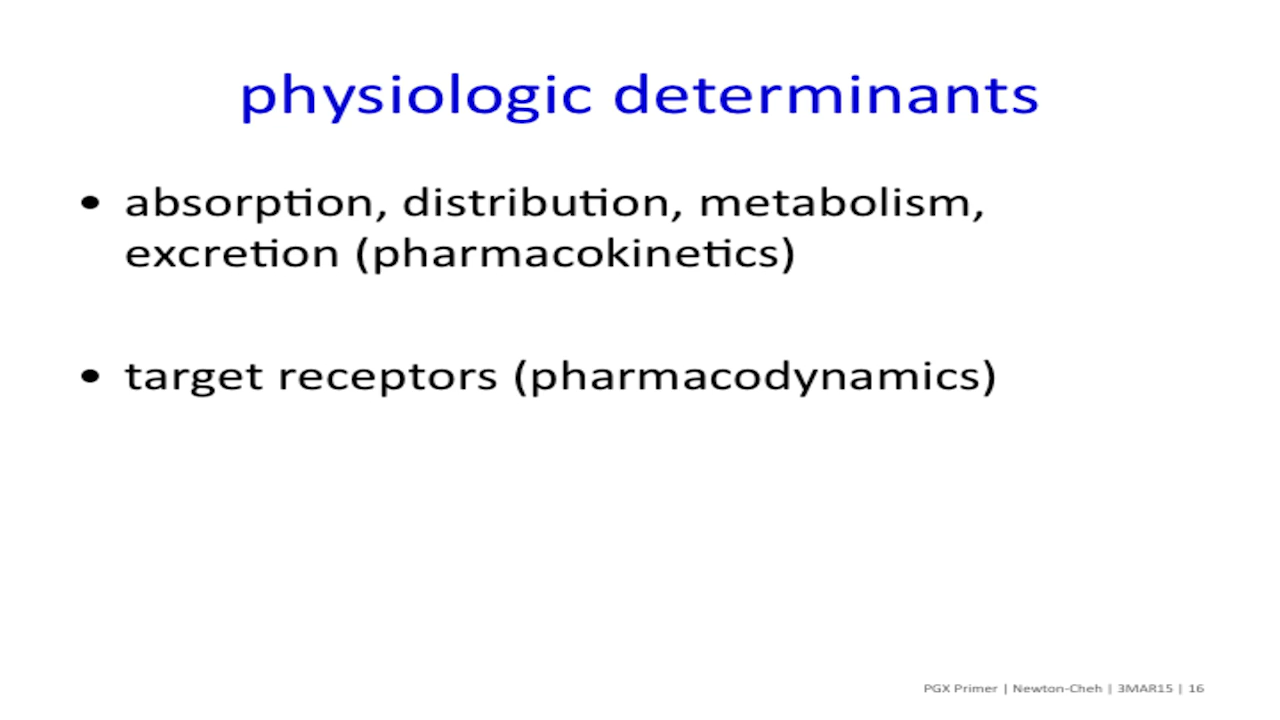 physiologic determinants
• absorption, distribution, metabolism,
excretion (pharmacokinetics)
• target receptors (pharmacodynamics)
PGX Primer | Newton-Cheh | 3MAR15 | 16